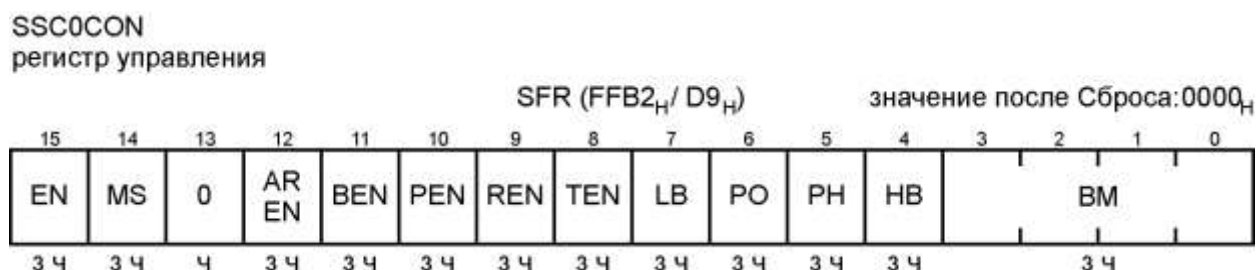 SSC0CON
регистр управления
SFR (FFB2H/ D9H) значение после Сброса:0000H
15 14 13 12 11 10 9 8 7 6 5 4 3 2 1 0
EN MS 0 AR EN BEN PEN REN TEN LB PO PH HB BM
з ч з ч ч з ч з ч з ч з ч з ч з ч з ч з ч з ч з ч